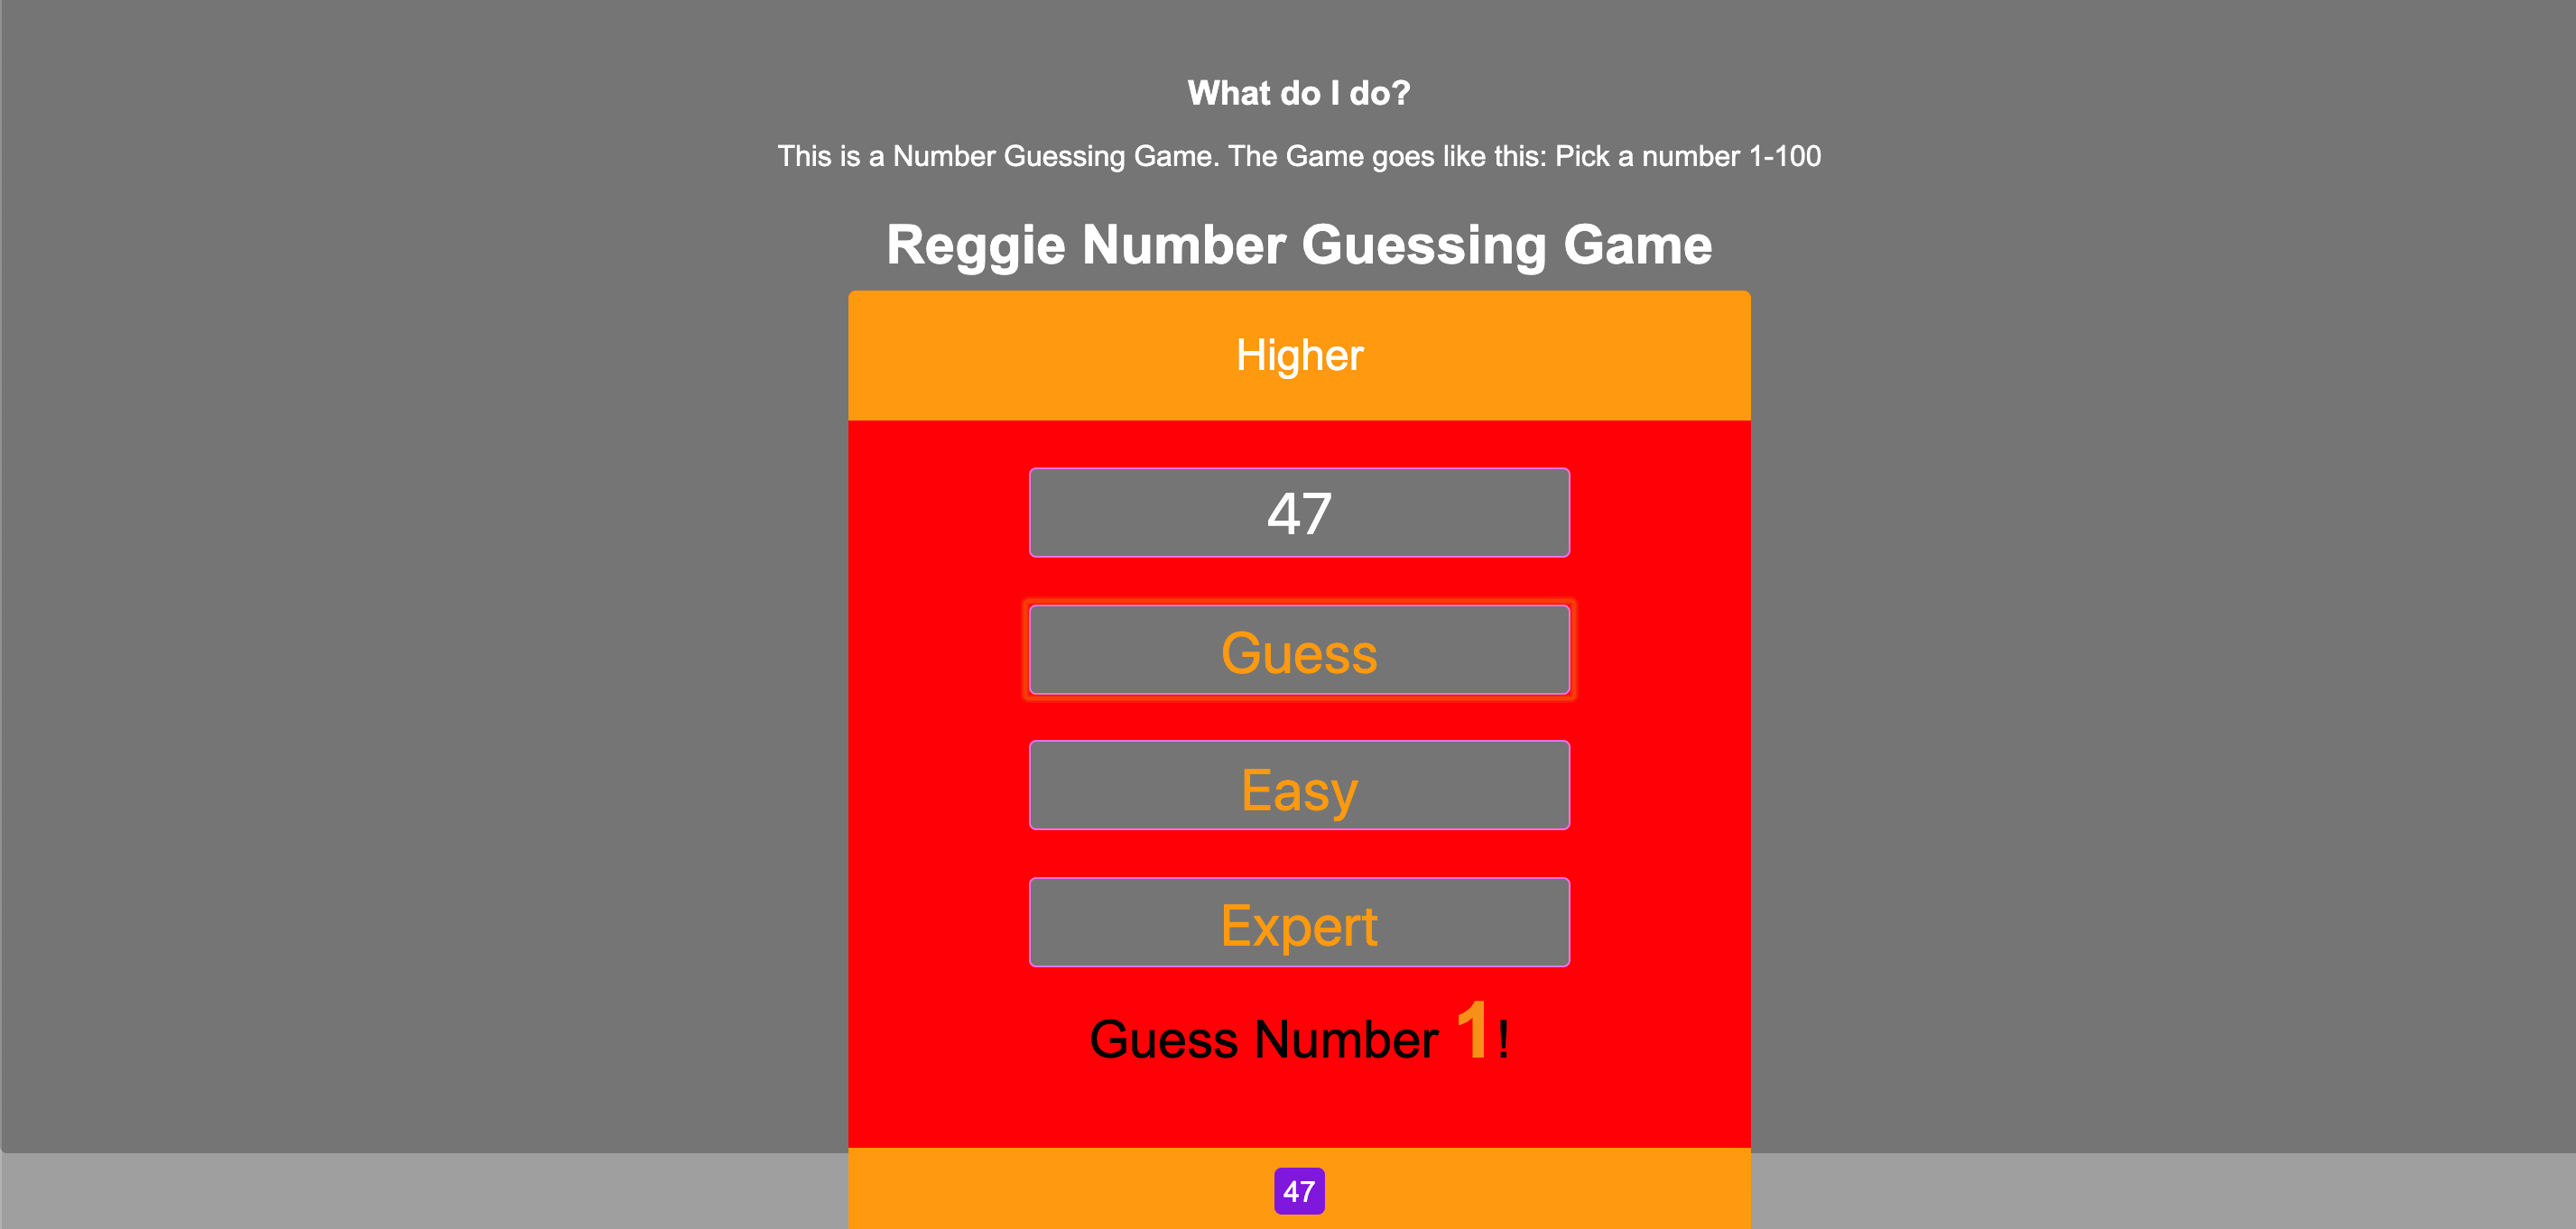 What do I do?
This is a Number Guessing Game. The Game goes like this: Pick a number 1-100
Reggie Number Guessing Game
Higher
47
Guess
Easy
Expert
Guess Number 1!
47